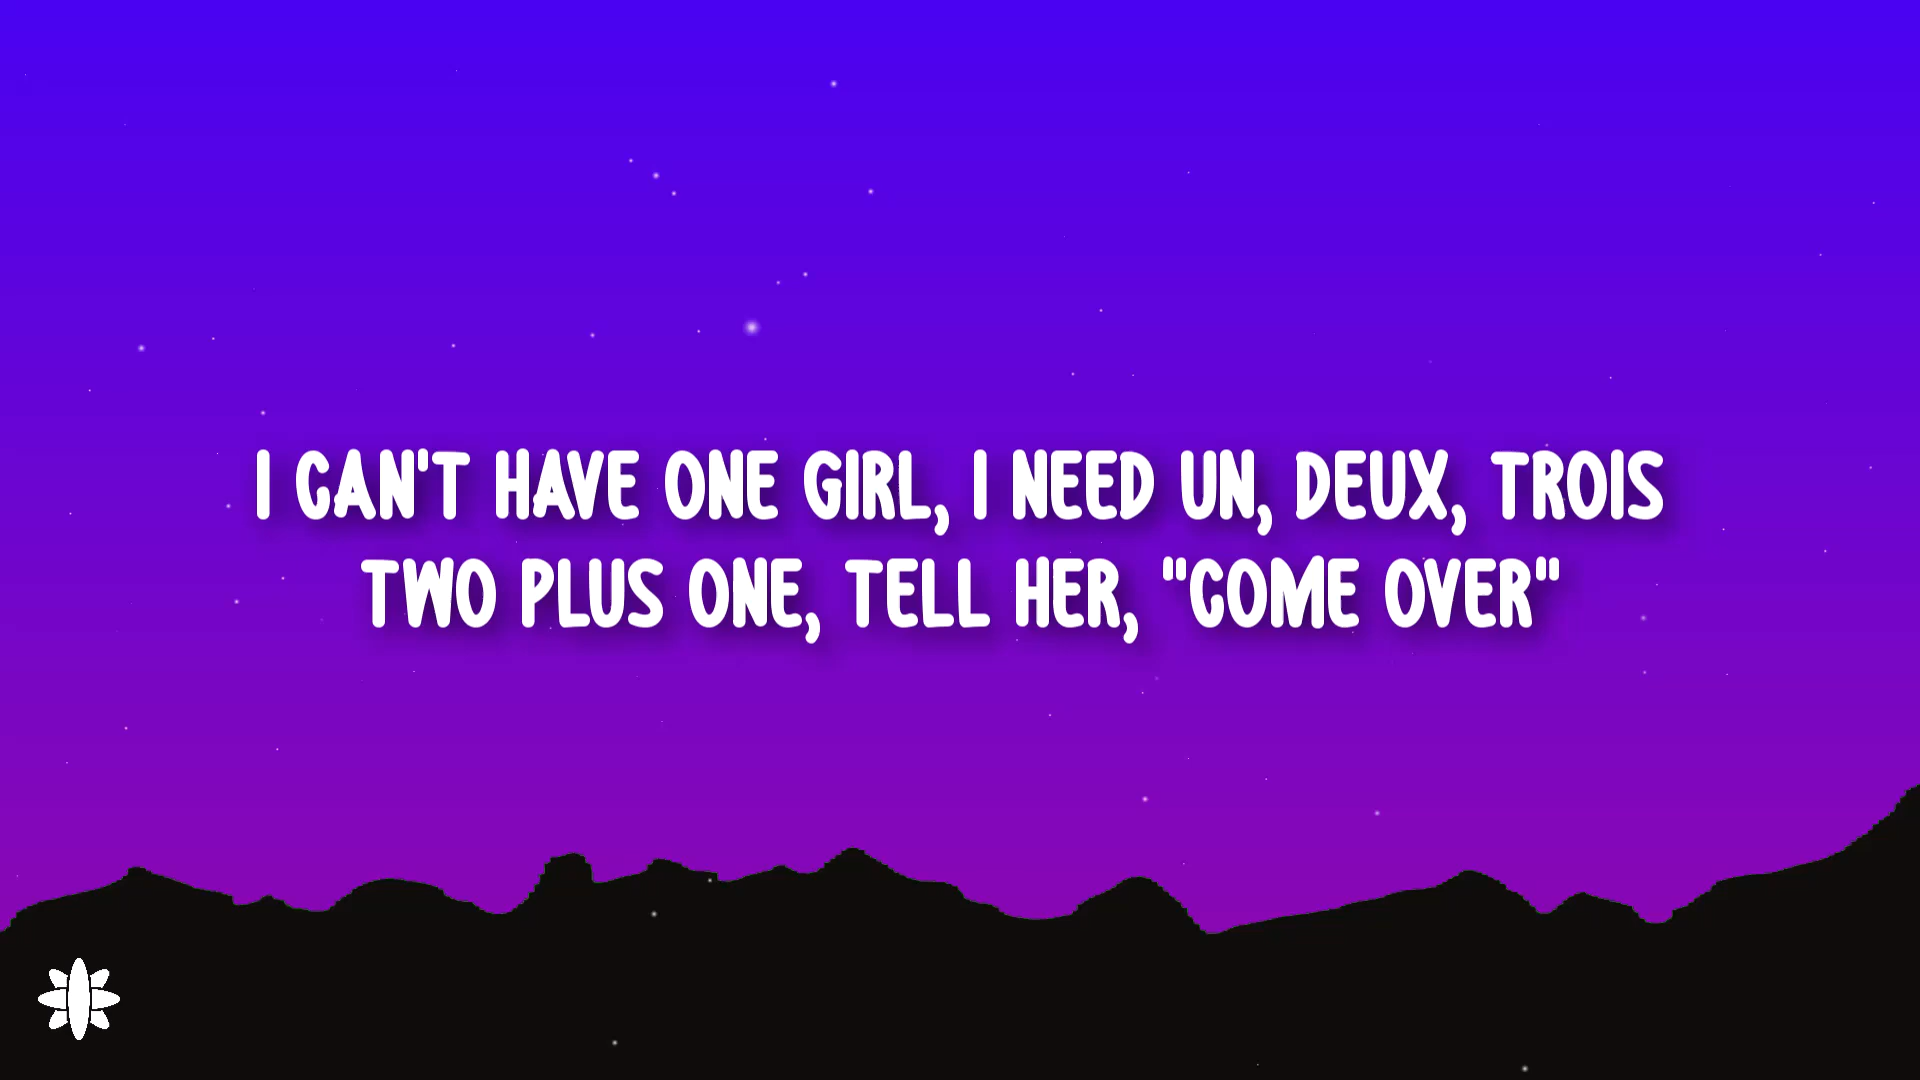 I CAN'T HAVE ONE GIRL, I NEED UN, DEUX, TROIS
TWO PLUS ONE, TELL HER, "COME OVER"